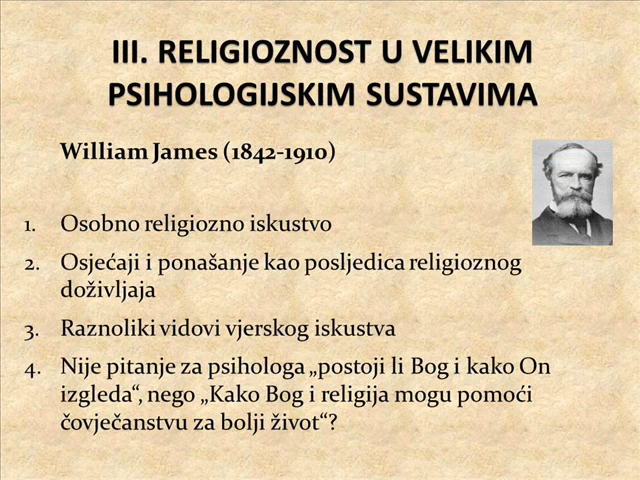 III. RELIGIOZNOST U VELIKIM
PSIHOLOGIJSKIM SUSTAVIMA
William James (1842-1910)
1. Osobno religiozno iskustvo
2. Osjećaji i ponašanje kao posljedica religioznog
doživljaja
3. Raznoliki vidovi vjerskog iskustva
4. Nije pitanje za psihologa „postoji li Bog i kako On
izgleda“, nego „Kako Bog i religija mogu pomoći
čovječanstvu za bolji život“?